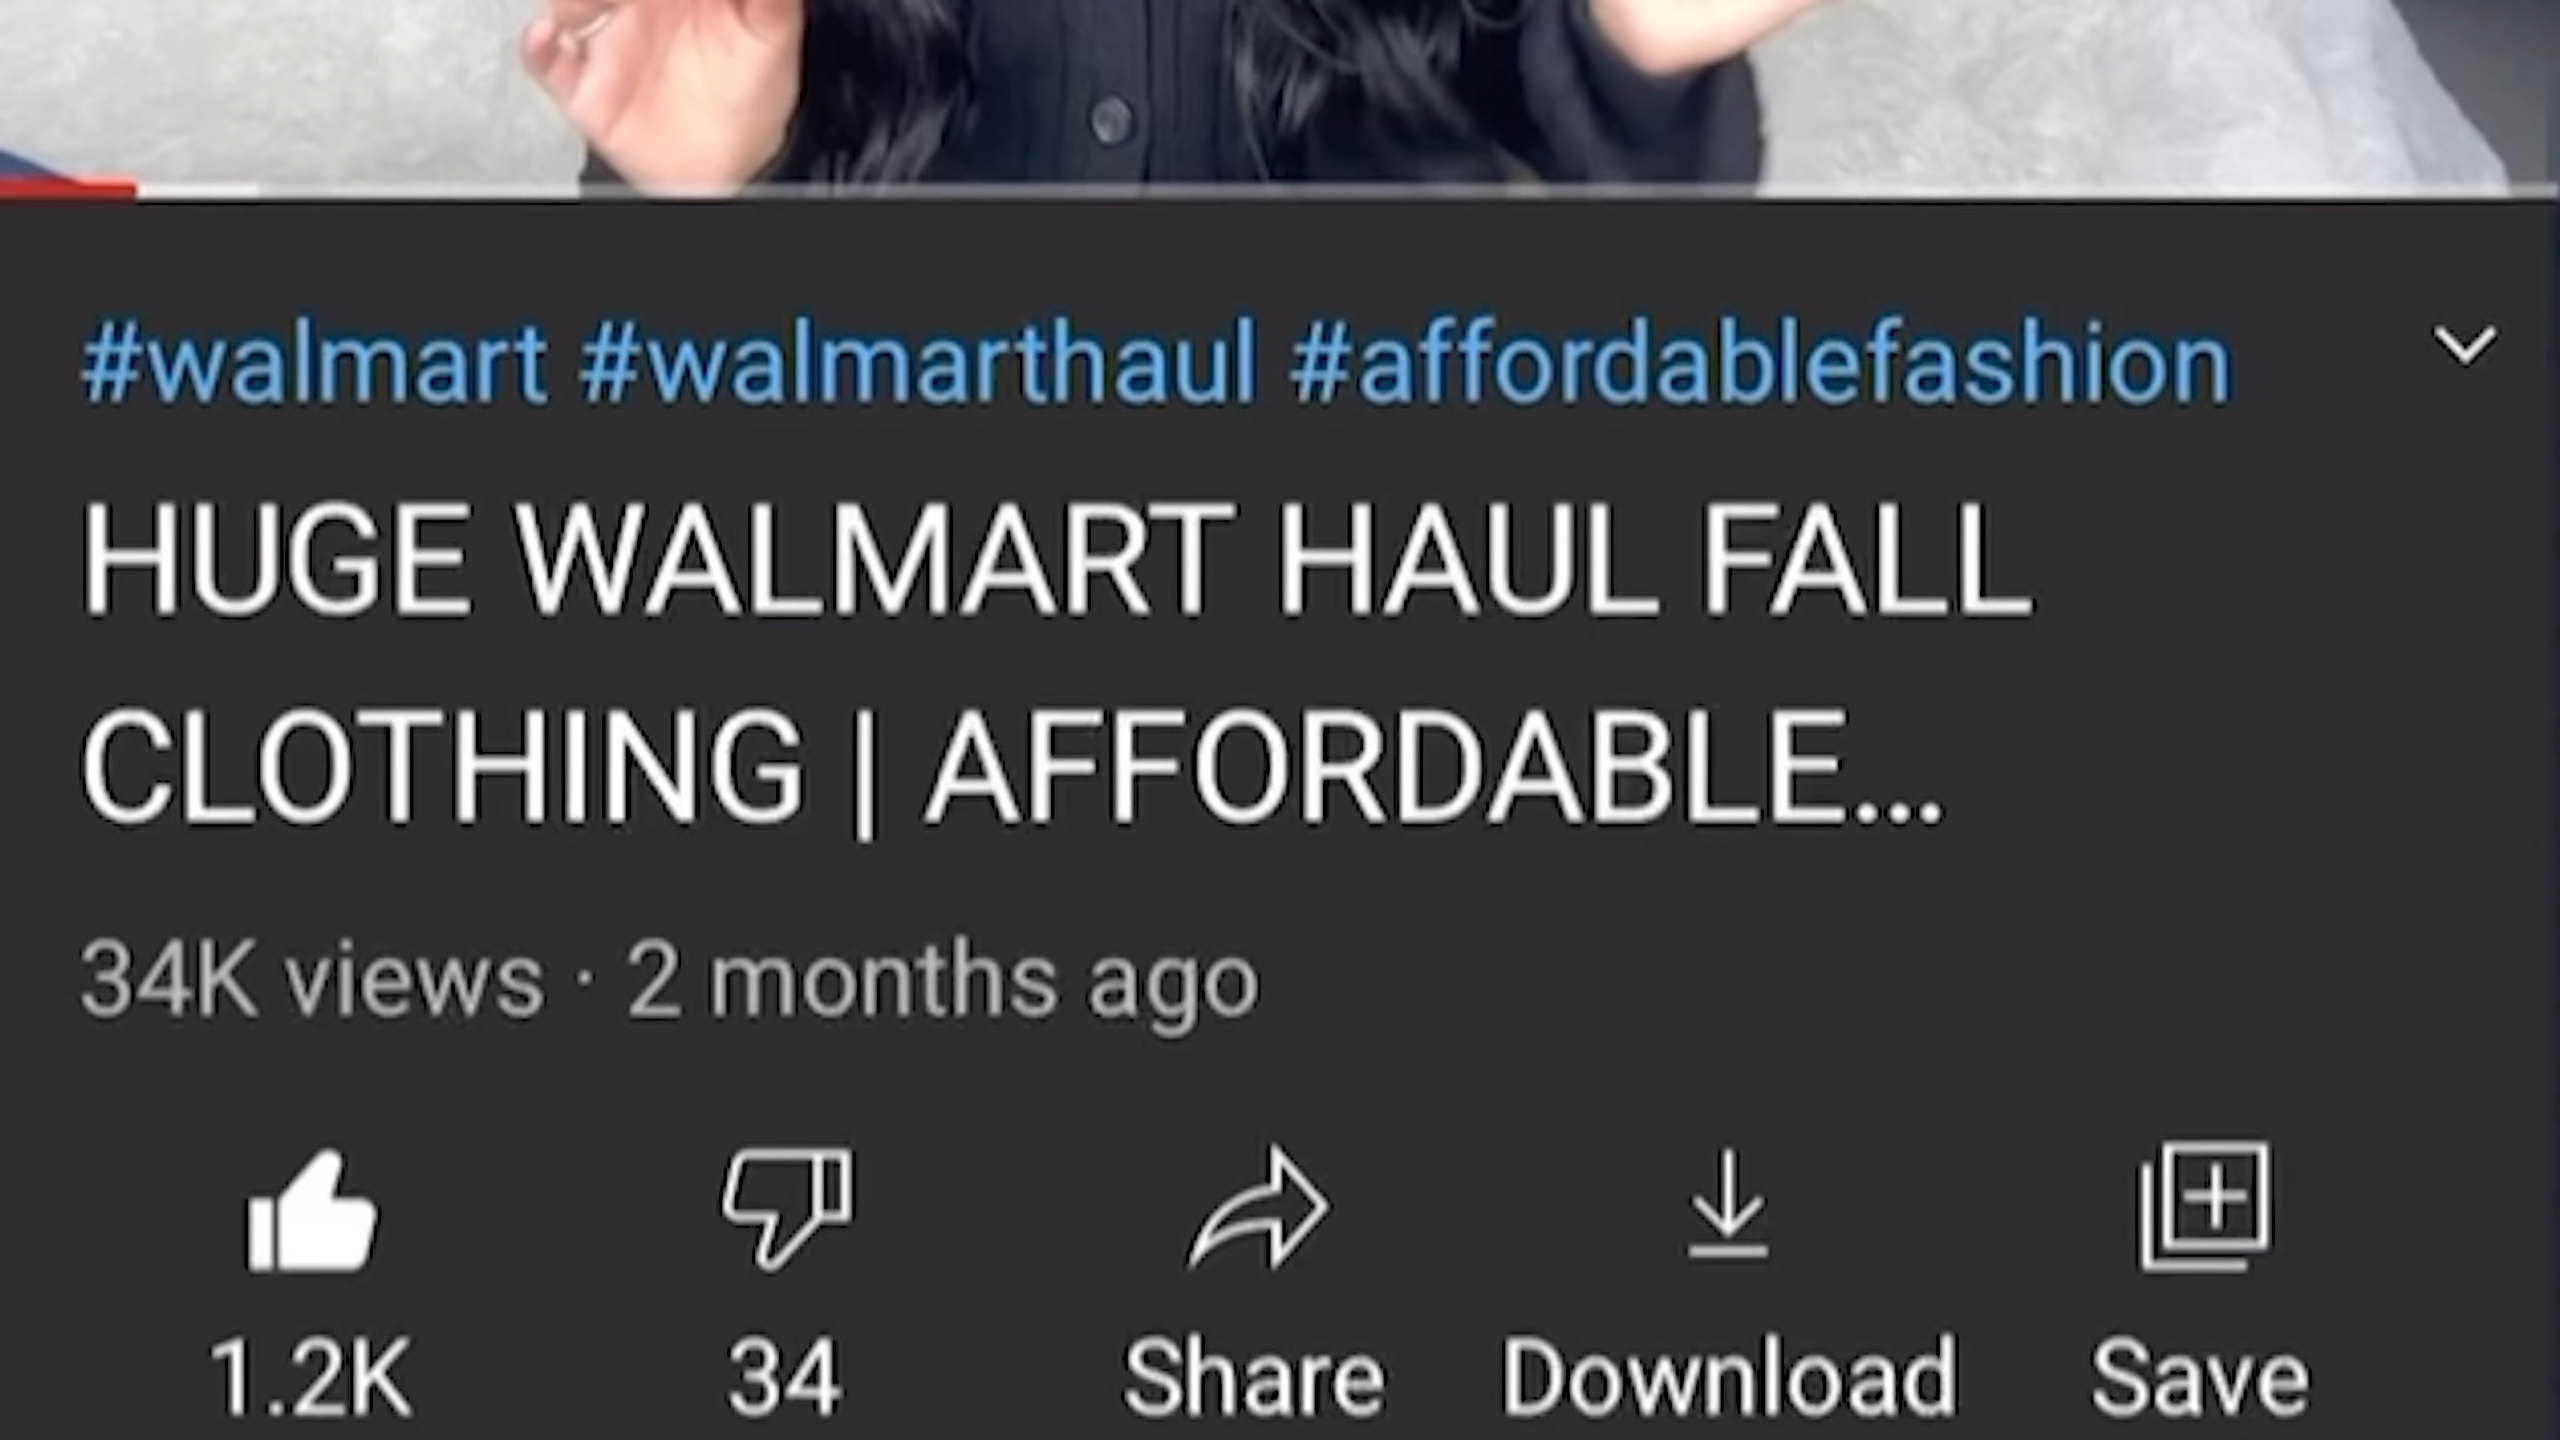 #walmart #walmarthaul #affordablefashion
HUGE WALMART HAUL FALL
CLOTHING | AFFORDABLE...
34K views · 2 months ago
1.2K 34 Share Download Save